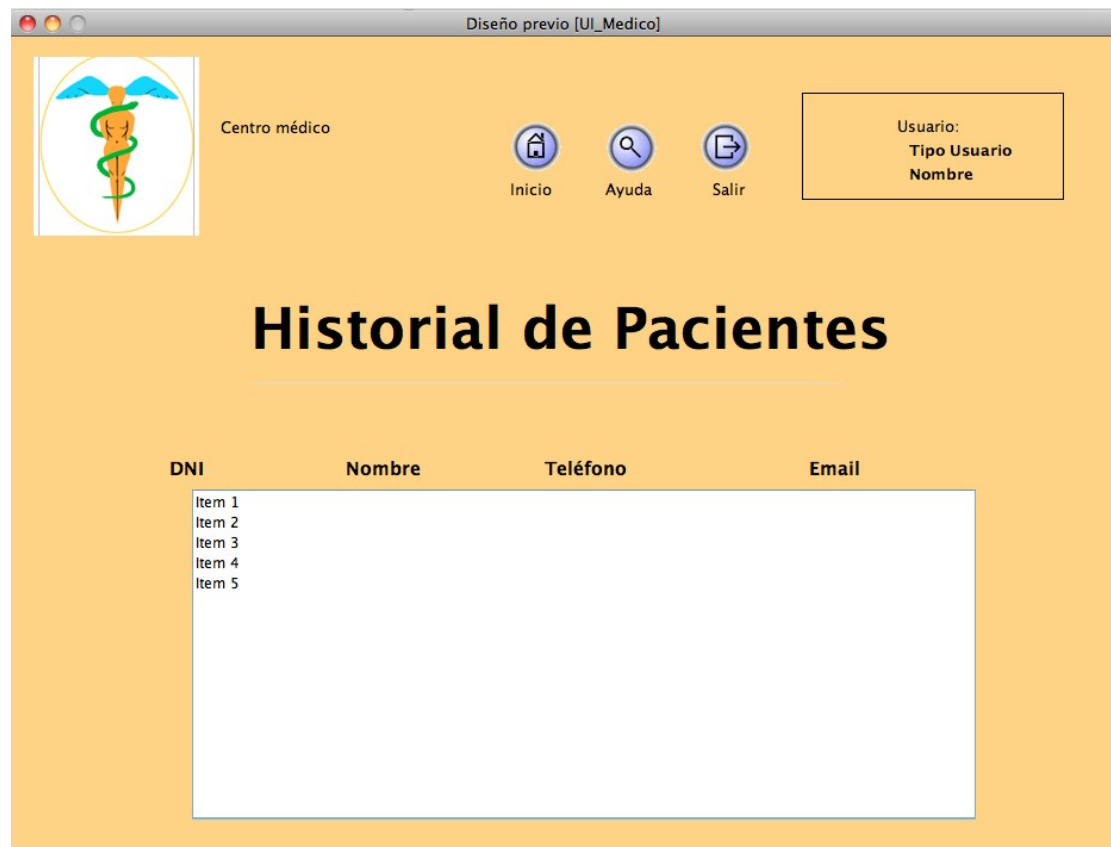 Diseño previo [UI_Medico]
Centro médico
Inicio Ayuda Salir
Usuario:
Tipo Usuario
Nombre
Historial de Pacientes
DNI Nombre Teléfono Email
Item 1
Item 2
Item 3
Item 4
Item 5